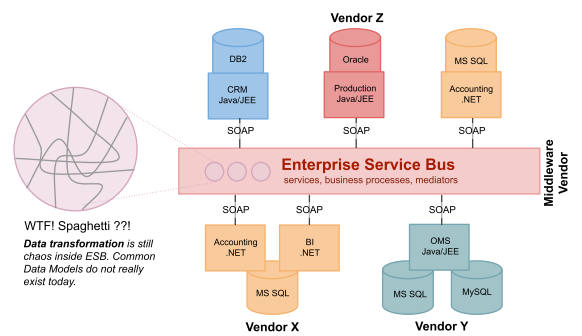 Vendor Z
DB2
Oracle
MS SQL
CRM
Java/JEE
Production
Java/JEE
Accounting
.NET
SOAP
SOAP
SOAP
Enterprise Service Bus
services, business processes, mediators
Middleware
Vendor
WTF! Spaghetti ??!
Data transformation is still
chaos inside ESB. Common
Data Models do not really
exist today.
SOAP
SOAP
SOAP
Accounting
.NET
BI
.NET
OMS
Java/JEE
MS SQL
MS SQL
MySQL
Vendor X
Vendor Y